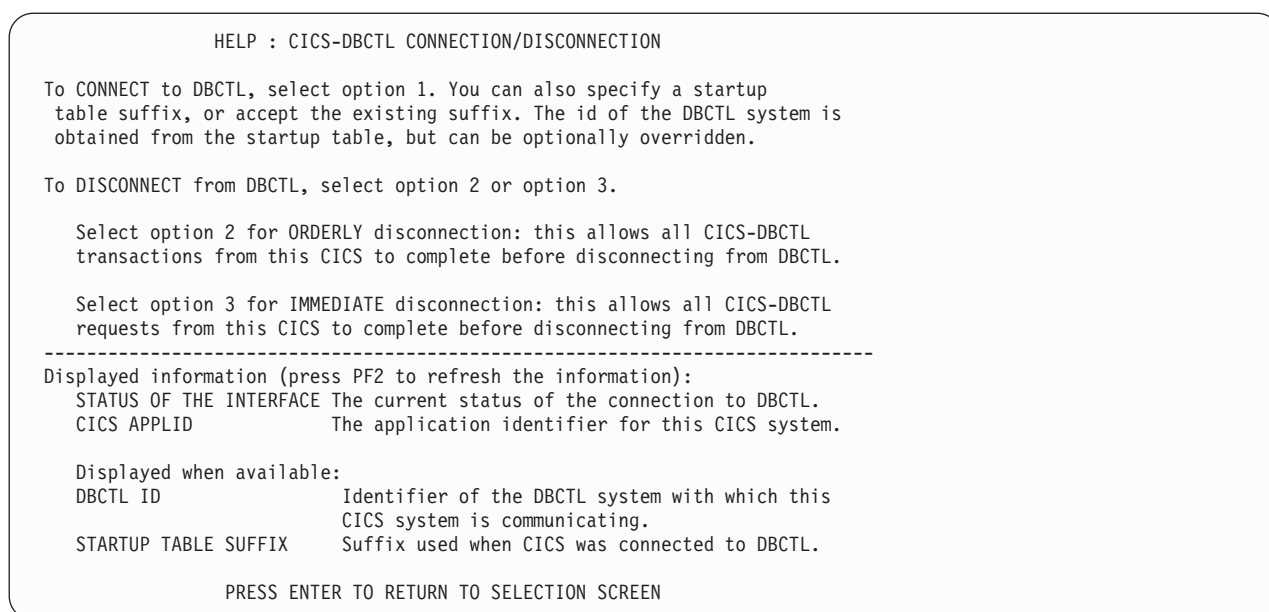 HELP : CICS-DBCTL CONNECTION/DISCONNECTION
To CONNECT to DBCTL, select option 1. You can also specify a startup
table suffix, or accept the existing suffix. The id of the DBCTL system is
obtained from the startup table, but can be optionally overridden.
To DISCONNECT from DBCTL, select option 2 or option 3.
Select option 2 for ORDERLY disconnection: this allows all CICS-DBCTL
transactions from this CICS to complete before disconnecting from DBCTL.
Select option 3 for IMMEDIATE disconnection: this allows all CICS-DBCTL
requests from this CICS to complete before disconnecting from DBCTL.
------------------------------------------------------------------------------
Displayed information (press PF2 to refresh the information):
STATUS OF THE INTERFACE The current status of the connection to DBCTL.
CICS APPLID The application identifier for this CICS system.
Displayed when available:
DBCTL ID Identifier of the DBCTL system with which this
CICS system is communicating.
STARTUP TABLE SUFFIX Suffix used when CICS was connected to DBCTL.
PRESS ENTER TO RETURN TO SELECTION SCREEN